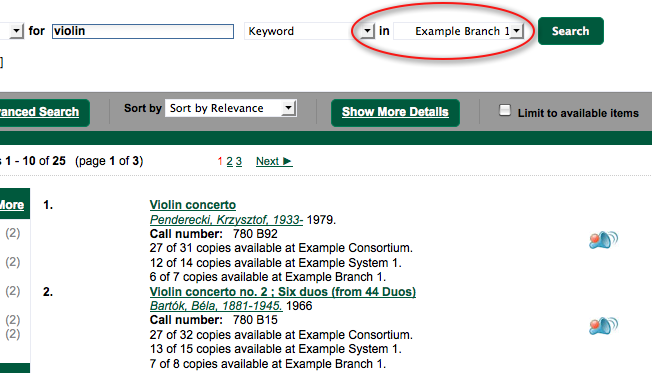 for violin Keyword in Example Branch 1 Search
]
anced Search Sort by Sort by Relevance Show More Details Limit to available items
s 1 - 10 of 25 (page 1 of 3) 1 2 3 Next ►
More
(2)
(2)
(2)
(2)
(2)
1. Violin concerto
Penderecki, Krzysztof, 1933- 1979.
Call number: 780 B92
27 of 31 copies available at Example Consortium.
12 of 14 copies available at Example System 1.
6 of 7 copies available at Example Branch 1.
2. Violin concerto no. 2 ; Six duos (from 44 Duos)
Bartók, Béla, 1881-1945. 1966
Call number: 780 B15
27 of 32 copies available at Example Consortium.
13 of 15 copies available at Example System 1.
7 of 8 copies available at Example Branch 1.